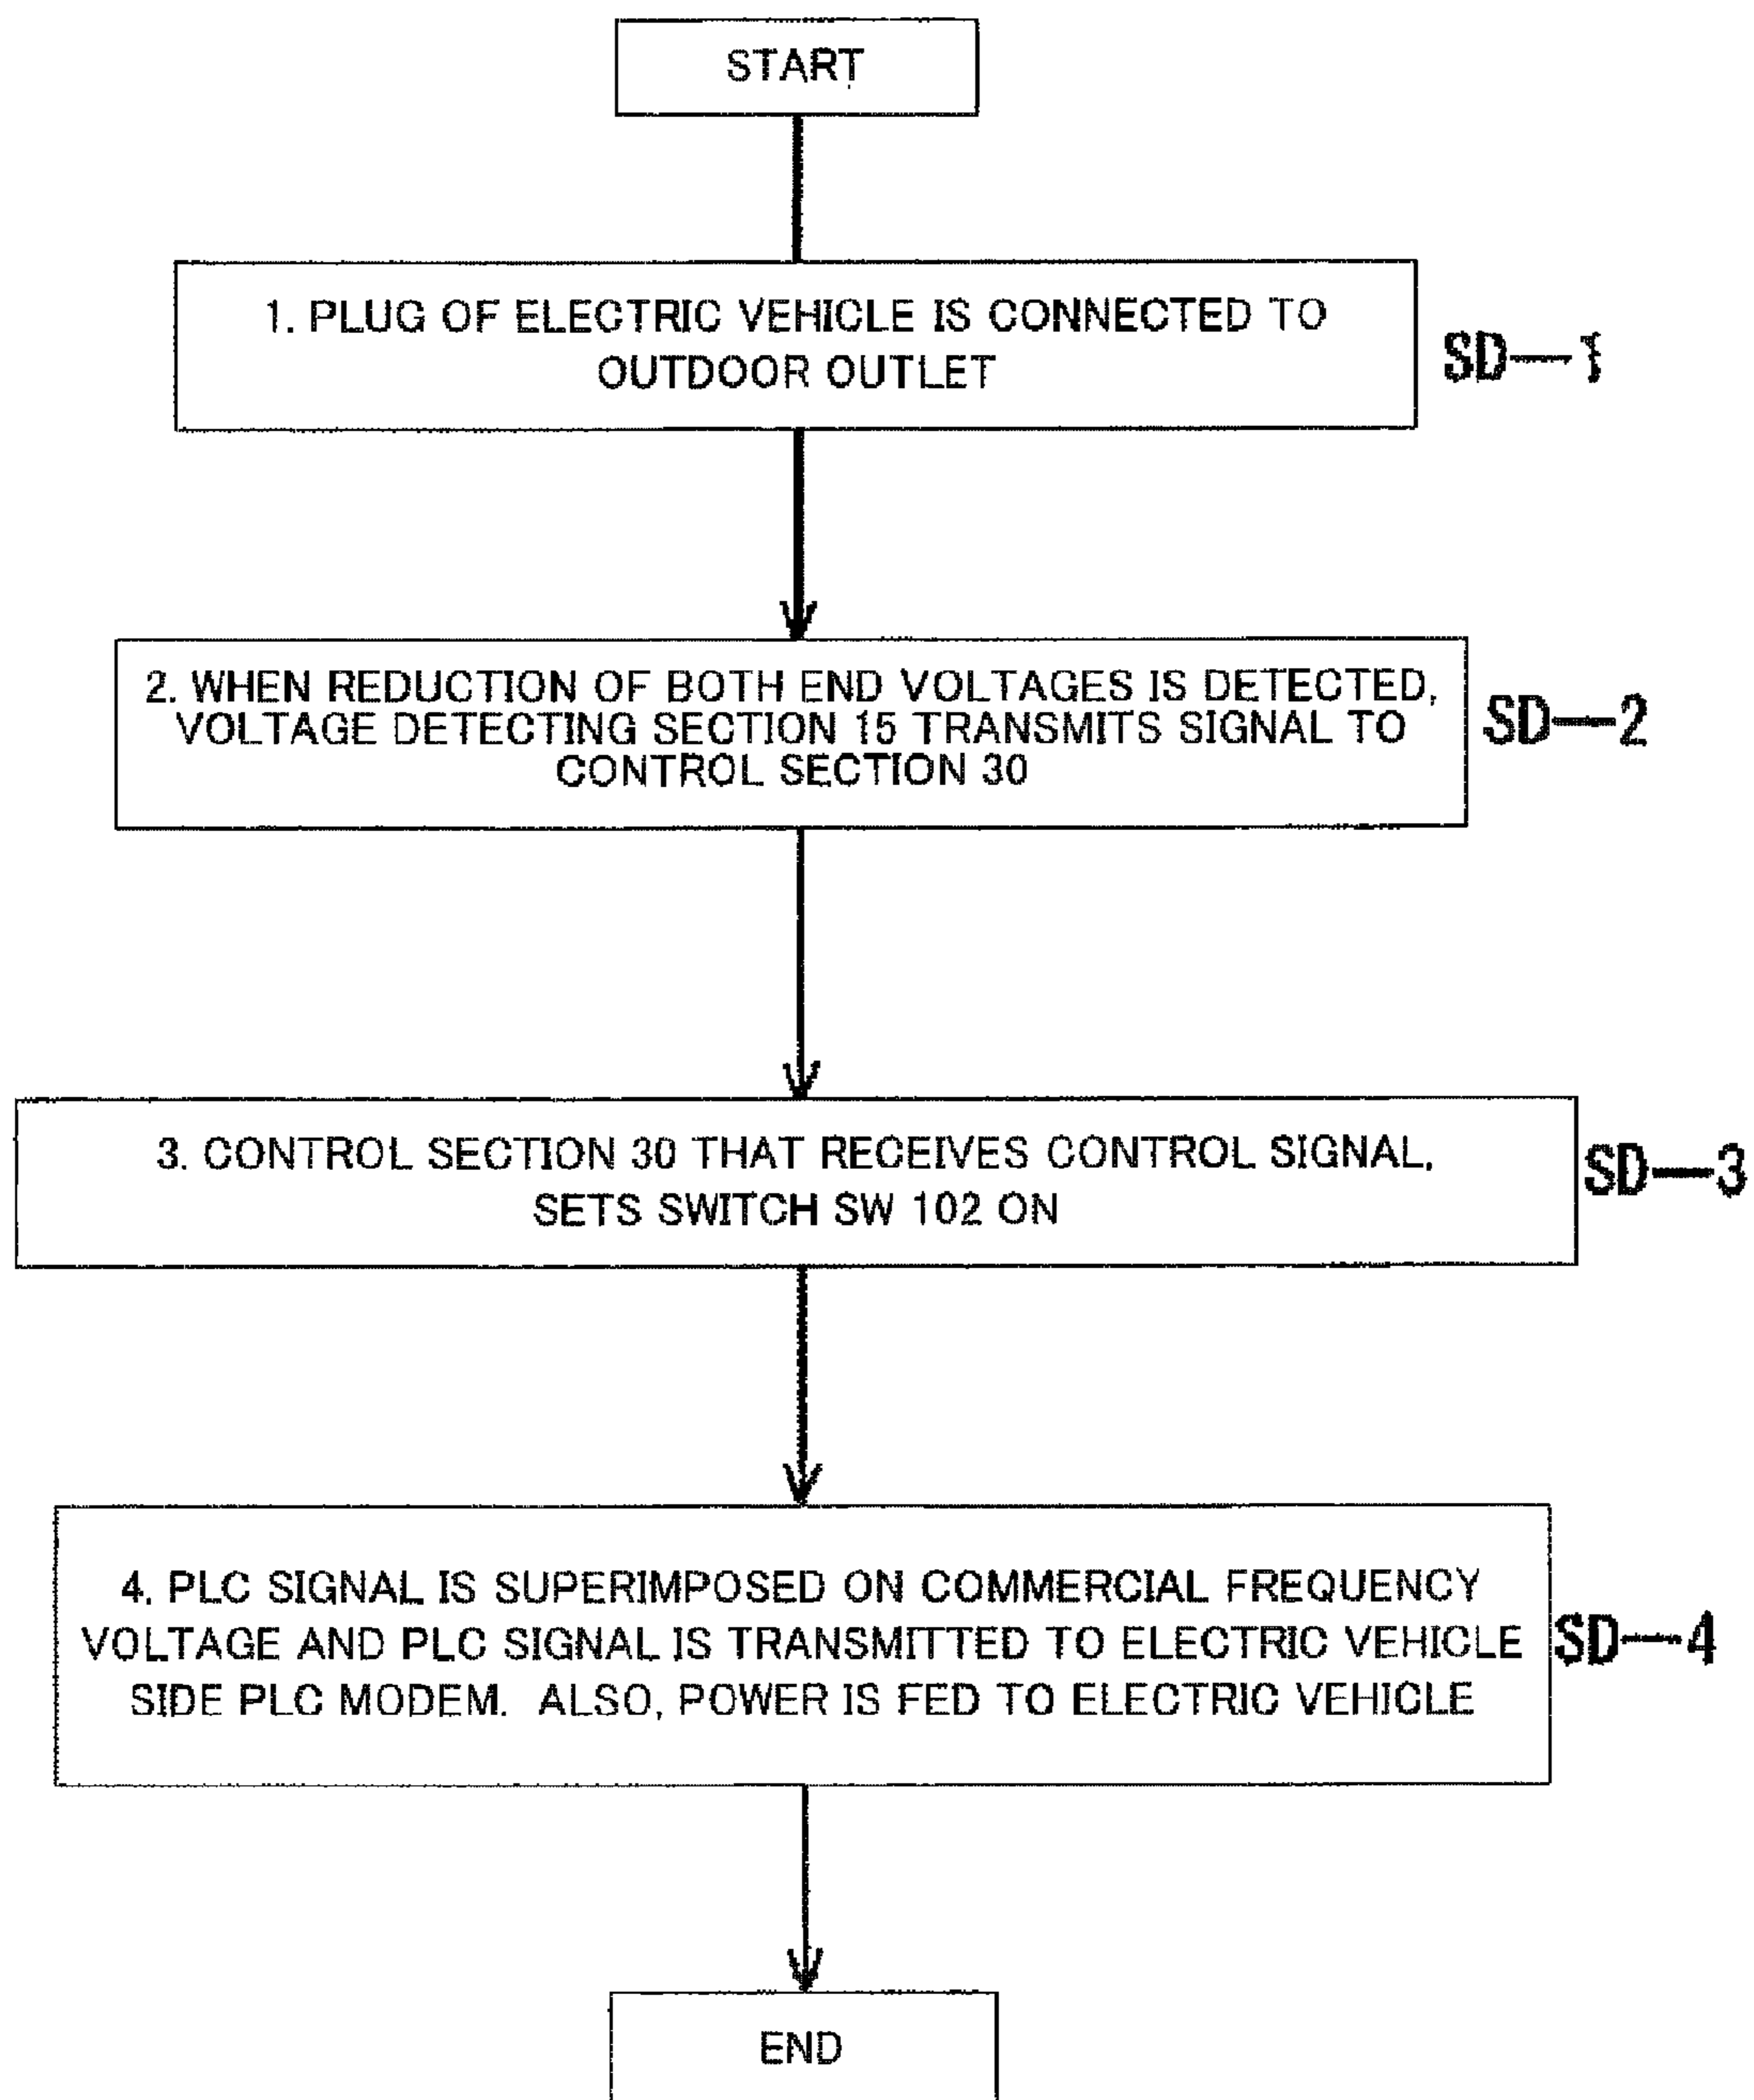 START
1. PLUG OF ELECTRIC VEHICLE IS CONNECTED TO
OUTDOOR OUTLET
SD—1
2. WHEN REDUCTION OF BOTH END VOLTAGES IS DETECTED,
VOLTAGE DETECTING SECTION 15 TRANSMITS SIGNAL TO
CONTROL SECTION 30
SD—2
3. CONTROL SECTION 30 THAT RECEIVES CONTROL SIGNAL,
SETS SWITCH SW 102 ON
SD—3
4. PLC SIGNAL IS SUPERIMPOSED ON COMMERCIAL FREQUENCY
VOLTAGE AND PLC SIGNAL IS TRANSMITTED TO ELECTRIC VEHICLE
SIDE PLC MODEM. ALSO, POWER IS FED TO ELECTRIC VEHICLE
SD—4
END